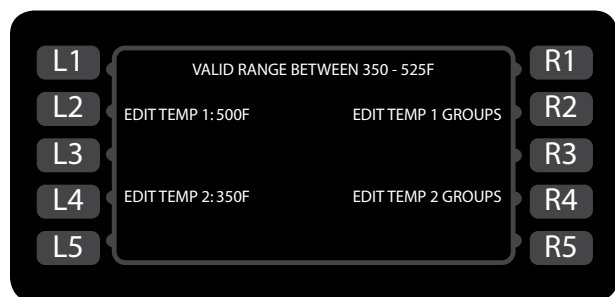 L1 VALID RANGE BETWEEN 350 - 525F R1
L2 EDIT TEMP 1: 500F EDIT TEMP 1 GROUPS R2
L3 R3
L4 EDIT TEMP 2: 350F EDIT TEMP 2 GROUPS R4
L5 R5